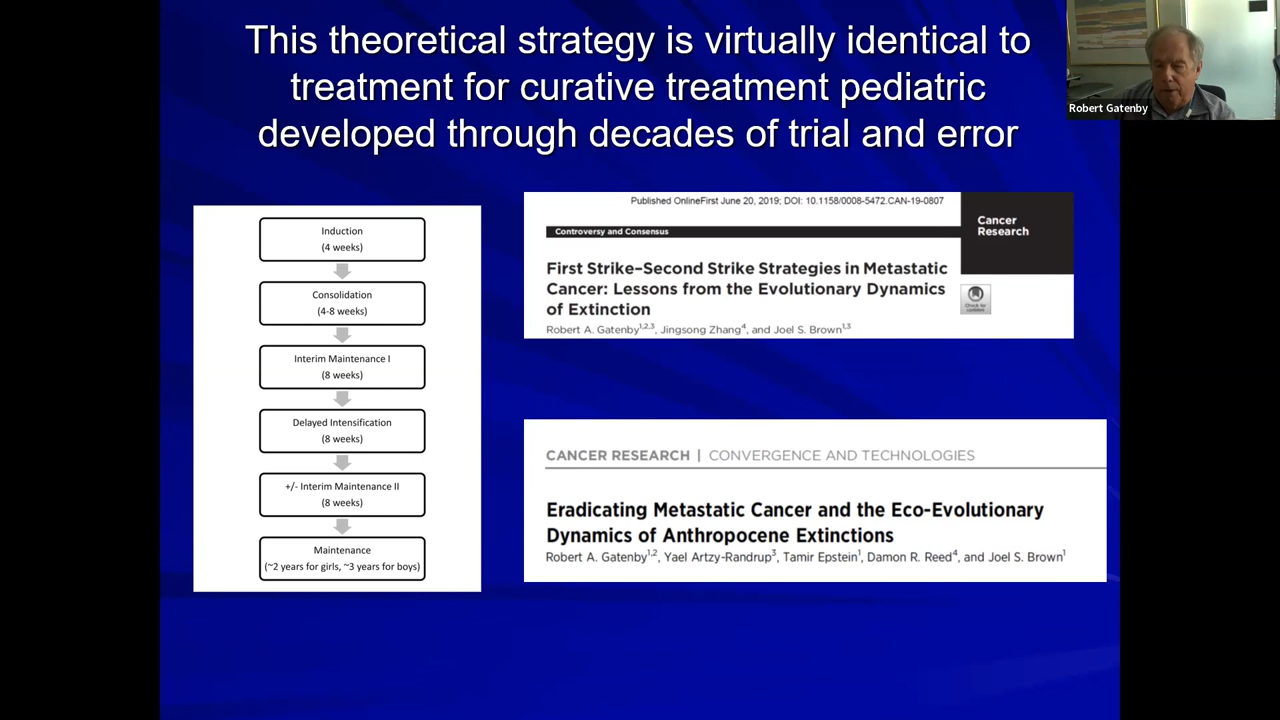 This theoretical strategy is virtually identical to
treatment for curative treatment pediatric
developed through decades of trial and error
Robert Gatenby
Induction
(4 weeks)
Consolidation
(4-8 weeks)
Interim Maintenance I
(8 weeks)
Delayed Intensification
(8 weeks)
+/- Interim Maintenance II
(8 weeks)
Maintenance
(~2 years for girls, ~3 years for boys)
Published OnlineFirst June 20, 2019; DOI: 10.1158/0008-5472.CAN-19-0807
Controversy and Consensus
Cancer
Research
First Strike–Second Strike Strategies in Metastatic
Cancer: Lessons from the Evolutionary Dynamics
of Extinction
Robert A. Gatenby1,2,3, Jingsong Zhang4, and Joel S. Brown1,3
Check for
updates
CANCER RESEARCH | CONVERGENCE AND TECHNOLOGIES
Eradicating Metastatic Cancer and the Eco-Evolutionary
Dynamics of Anthropocene Extinctions
Robert A. Gatenby1,2, Yael Artzy-Randrup3, Tamir Epstein1, Damon R. Reed4, and Joel S. Brown1